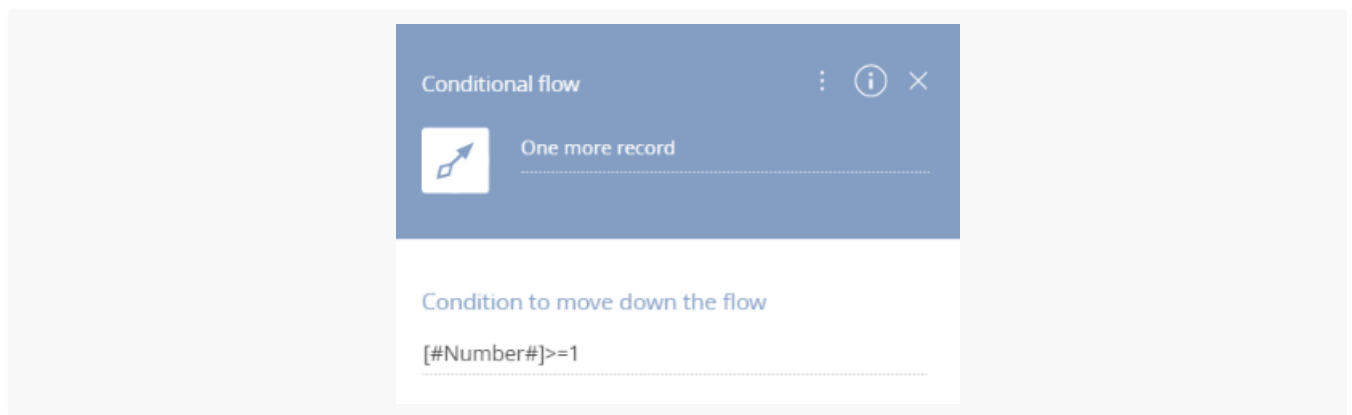 Conditional flow
One more record
Condition to move down the flow
[#Number#]>=1